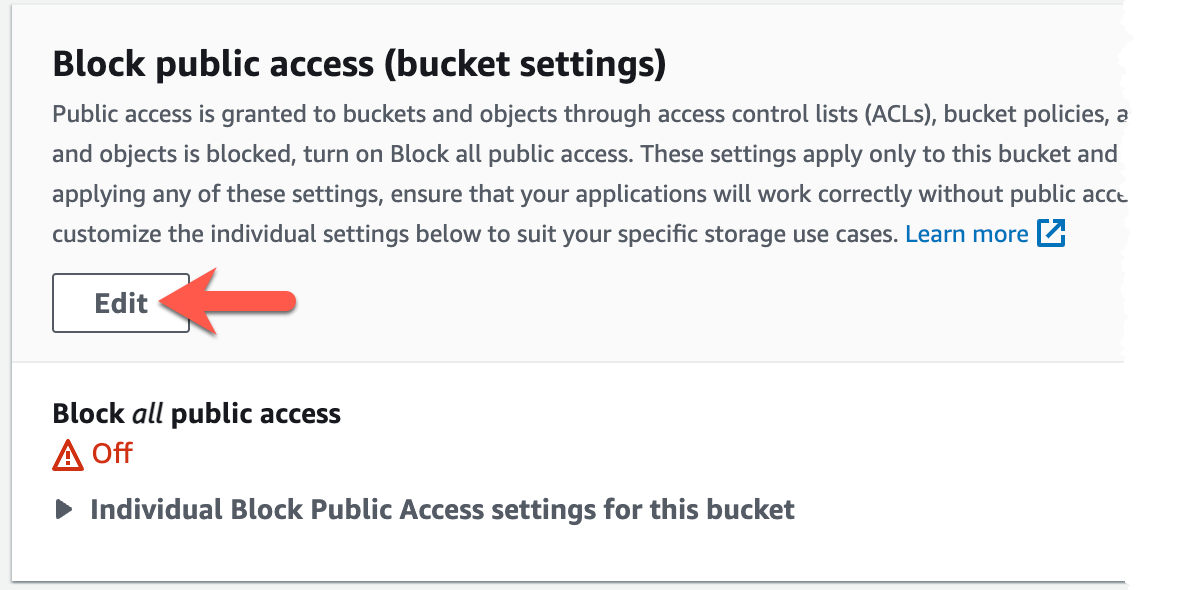 Block public access (bucket settings)
Public access is granted to buckets and objects through access control lists (ACLs), bucket policies,
and objects is blocked, turn on Block all public access. These settings apply only to this bucket and
applying any of these settings, ensure that your applications will work correctly without public
customize the individual settings below to suit your specific storage use cases. Learn more
Edit
Block all public access
Off
Individual Block Public Access settings for this bucket